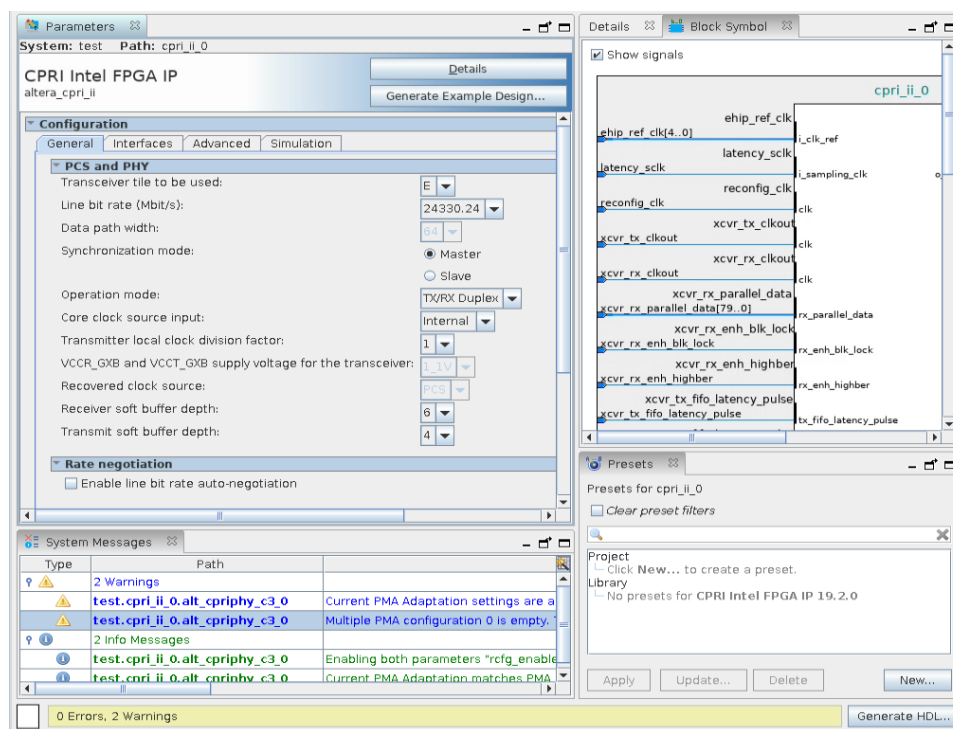 Parameters
System: test Path: cpri_ii_0
CPRI Intel FPGA IP
altera_cpri_ii
Details
Generate Example Design...
Configuration
General Interfaces Advanced Simulation
PCS and PHY
Transceiver tile to be used: E
Line bit rate (Mbit/s): 24330.24
Data path width: 64
Synchronization mode: Master
Slave
Operation mode: TX/RX Duplex
Core clock source input: Internal
Transmitter local clock division factor: 1
VCCR_GXB and VCCT_GXB supply voltage for the transceiver: 1_1V
Recovered clock source: PCS
Receiver soft buffer depth: 6
Transmit soft buffer depth: 4
Rate negotiation
Enable line bit rate auto-negotiation
System Messages
Type Path
2 Warnings
test.cpri_ii_0.alt_cpriphy_c3_0 Current PMA Adaptation settings are a
test.cpri_ii_0.alt_cpriphy_c3_0 Multiple PMA configuration 0 is empty.
2 Info Messages
test.cpri_ii_0.alt_cpriphy_c3_0 Enabling both parameters "rcfg_enable
test.cpri_ii_0.alt_cpriphy_c3_0 Current PMA Adaptation matches PMA
0 Errors, 2 Warnings
Details Block Symbol
Show signals
cpri_ii_0
ehip_ref_clk
ehip_ref_clk[4..0]
i_clk_ref
latency_sclk
latency_sclk
i_sampling_clk
reconfig_clk
reconfig_clk
clk
xcvr_tx_clkout
xcvr_tx_clkout
clk
xcvr_rx_clkout
xcvr_rx_clkout
clk
xcvr_rx_parallel_data
xcvr_rx_parallel_data[79..0]
rx_parallel_data
xcvr_rx_enh_blk_lock
xcvr_rx_enh_blk_lock
rx_enh_blk_lock
xcvr_rx_enh_highber
xcvr_rx_enh_highber
rx_enh_highber
xcvr_tx_fifo_latency_pulse
xcvr_tx_fifo_latency_pulse
tx_fifo_latency_pulse
Presets
Presets for cpri_ii_0
Clear preset filters
Project
Click New... to create a preset.
Library
No presets for CPRI Intel FPGA IP 19.2.0
Apply Update... Delete New...
Generate HDL...